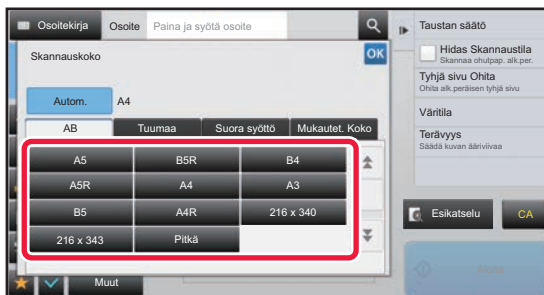 Osoitekirja Osoite Paina ja syötä osoite
Skannauskoko OK
Autom. A4
AB Tuumaa Suora syöttö Mukautet. Koko
A5 B5R B4
A5R A4 A3
B5 A4R 216 x 340
216 x 343 Pitkä
Muut
Taustan säätö
Hidas Skannaustila
Skannaa ohutpap. alk.per.
Tyhjä sivu Ohita
Ohita alk.peräisen tyhjä sivu
Väritila
Terävyys
Säädä kuvan ääriviivaa
Esikatselu CA